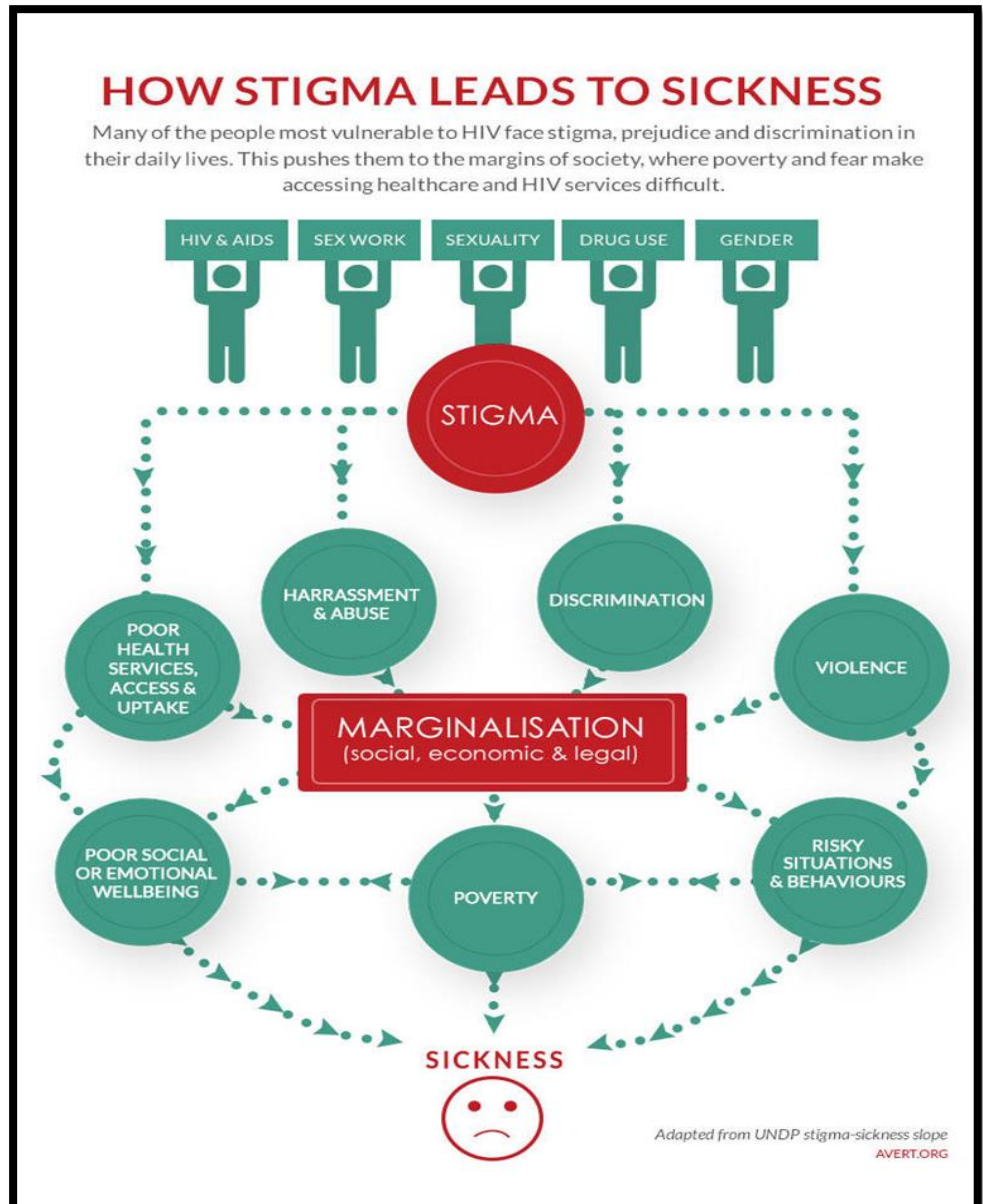 HOW STIGMA LEADS TO SICKNESS
Many of the people most vulnerable to HIV face stigma, prejudice and discrimination in
their daily lives. This pushes them to the margins of society, where poverty and fear make
accessing healthcare and HIV services difficult.
HIV & AIDS
SEX WORK
SEXUALITY
DRUG USE
GENDER
STIGMA
HARRASSMENT
& ABUSE
DISCRIMINATION
POOR
HEALTH
SERVICES,
ACCESS &
UPTAKE
VIOLENCE
MARGINALISATION
(social, economic & legal)
POOR SOCIAL
OR EMOTIONAL
WELLBEING
POVERTY
RISKY
SITUATIONS
& BEHAVIOURS
SICKNESS
Adapted from UNDP stigma-sickness slope
AVERT.ORG